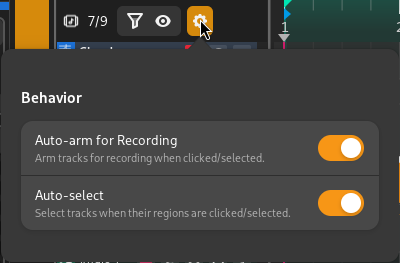 7/9
1
Behavior
Auto-arm for Recording
Arm tracks for recording when clicked/selected.
Auto-select
Select tracks when their regions are clicked/selected.